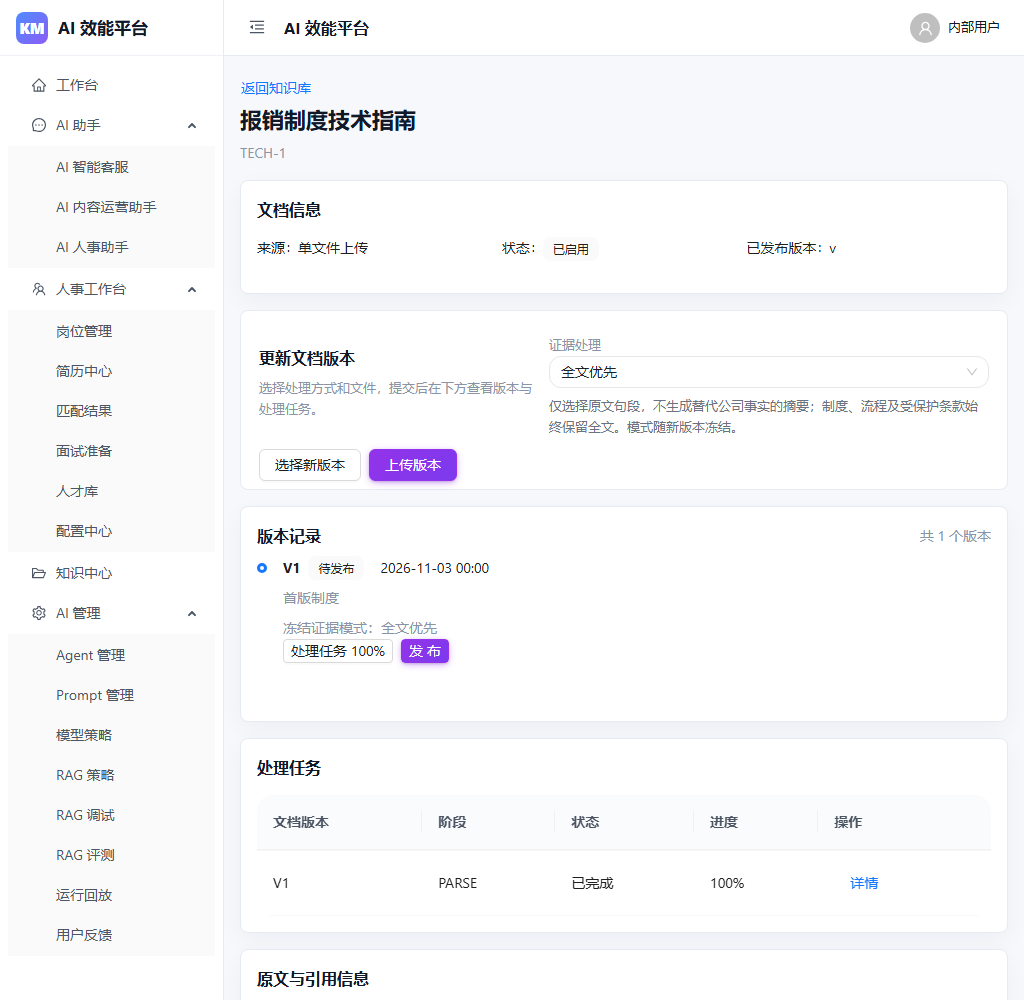 KM AI 效能平台
AI 效能平台
内部用户
工作台
AI 助手
AI 智能客服
AI 内容运营助手
AI 人事助手
人事工作台
岗位管理
简历中心
匹配结果
面试准备
人才库
配置中心
知识中心
AI 管理
Agent 管理
Prompt 管理
模型策略
RAG 策略
RAG 调试
RAG 评测
运行回放
用户反馈
返回知识库
报销制度技术指南
TECH-1
文档信息
来源：单文件上传 状态： 已启用 已发布版本：v
更新文档版本
选择处理方式和文件，提交后在下方查看版本与
处理任务。
证据处理
全文优先
仅选择原文句段，不生成替代公司事实的摘要；制度、流程及受保护条款始
终保留全文。模式随新版本冻结。
选择新版本 上传版本
版本记录 共 1 个版本
V1 待发布 2026-11-03 00:00
首版制度
冻结证据模式：全文优先
处理任务 100% 发布
处理任务
文档版本 阶段 状态 进度 操作
V1 PARSE 已完成 100% 详情
原文与引用信息